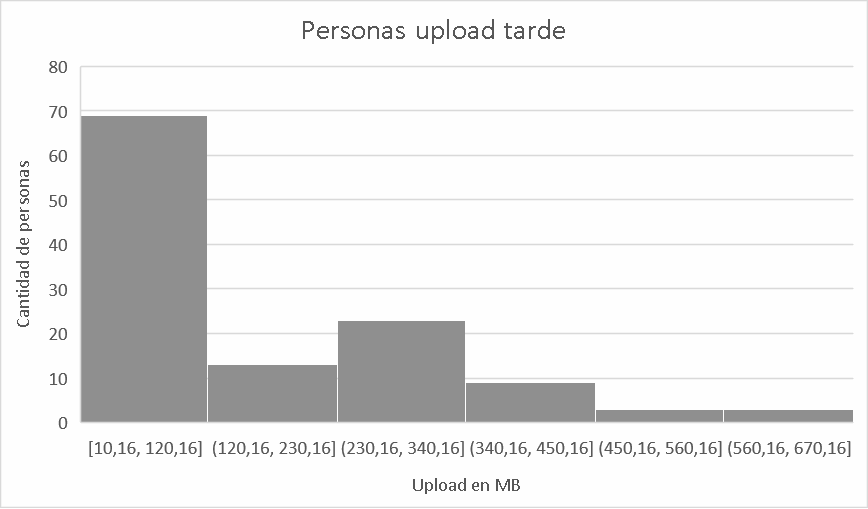 Personas upload tarde
80
70
60
50
40
30
20
10
0
Cantidad de personas
[10,16, 120,16] (120,16, 230,16] (230,16, 340,16] (340,16, 450,16] (450,16, 560,16] (560,16, 670,16]
Upload en MB